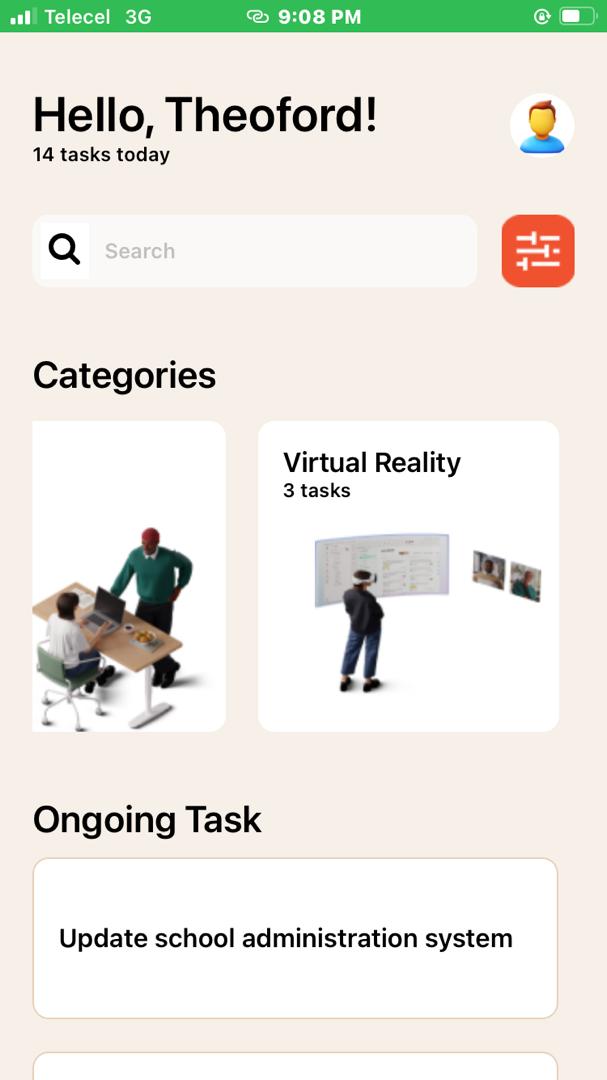 Telecel 3G 9:08 PM
Hello, Theoford!
14 tasks today
Search
Categories
Virtual Reality
3 tasks
Ongoing Task
Update school administration system